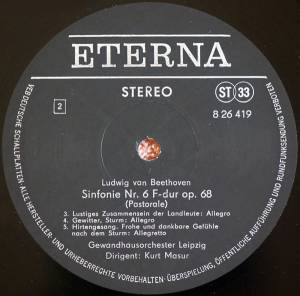 ETERNA
STEREO
ST 33
2
8 26 419
Ludwig van Beethoven
Sinfonie Nr. 6 F-dur op. 68
(Pastorale)
3. Lustiges Zusammensein der Landleute: Allegro
4. Gewitter, Sturm: Allegro
5. Hirtengesang. Frohe und dankbare Gefühle
nach dem Sturm: Allegretto
Gewandhausorchester Leipzig
Dirigent: Kurt Masur
VEB DEUTSCHE SCHALLPLATTEN·ALLE HERSTELLER- UND URHEBERRECHTE VORBEHALTEN·ÜBERSPIELUNG, ÖFFENTLICHE AUFFÜHRUNG UND RUNDFUNKSENDUNG VERBOTEN